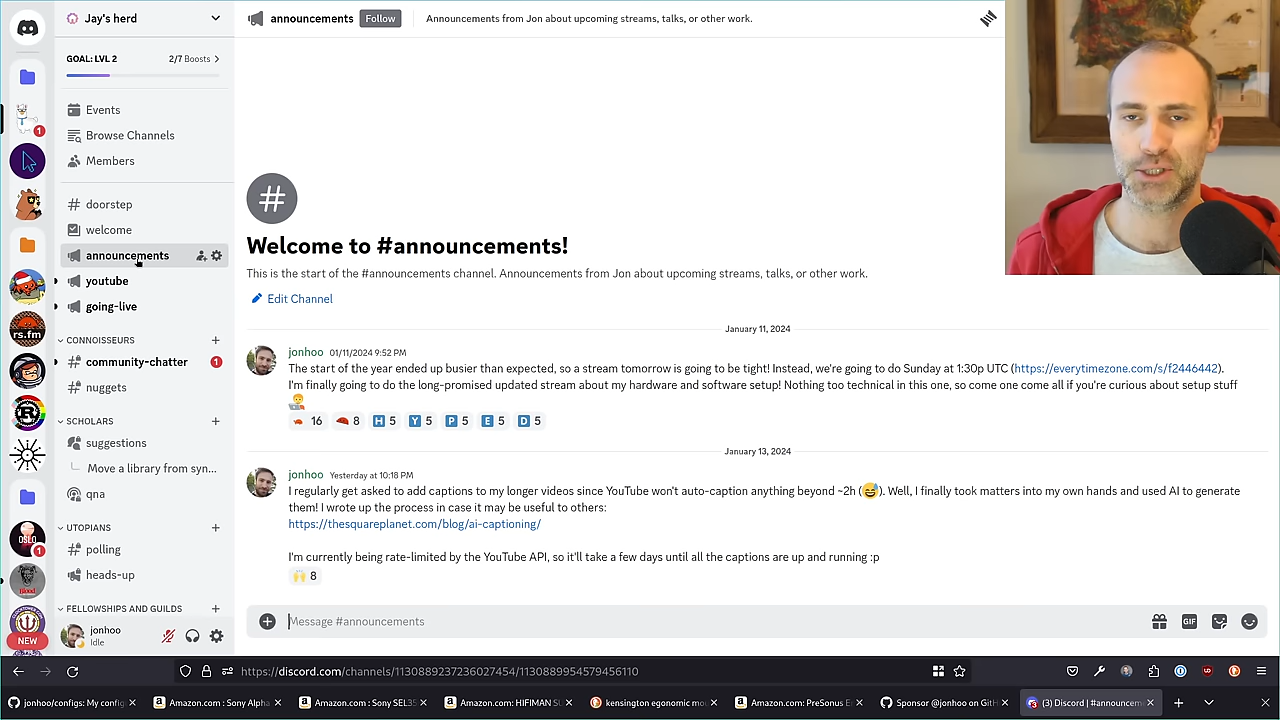 Jay's herd
announcements
Follow
Announcements from Jon about upcoming streams, talks, or other work.
GOAL: LVL 2
2/7 Boosts
Events
1
Browse Channels
Members
doorstep
welcome
announcements
youtube
going-live
CONNOISSEURS
community-chatter
1
nuggets
SCHOLARS
suggestions
Move a library from syn...
qna
UTOPIANS
polling
heads-up
FELLOWSHIPS AND GUILDS
rs.fm
OSLO
1
NEW
jonhoo
Idle
#
Welcome to #announcements!
This is the start of the #announcements channel. Announcements from Jon about upcoming streams, talks, or other work.
Edit Channel
January 11, 2024
jonhoo 01/11/2024 9:52 PM
The start of the year ended up busier than expected, so a stream tomorrow is going to be tight! Instead, we're going to do Sunday at 1:30p UTC (https://everytimezone.com/s/f2446442).
I'm finally going to do the long-promised updated stream about my hardware and software setup! Nothing too technical in this one, so come one come all if you're curious about setup stuff
16 8 H 5 Y 5 P 5 E 5 D 5
January 13, 2024
jonhoo Yesterday at 10:18 PM
I regularly get asked to add captions to my longer videos since YouTube won't auto-caption anything beyond ~2h (😅). Well, I finally took matters into my own hands and used AI to generate
them! I wrote up the process in case it may be useful to others:
https://thesquareplanet.com/blog/ai-captioning/
I'm currently being rate-limited by the YouTube API, so it'll take a few days until all the captions are up and running :p
8
Message #announcements
GIF
https://discord.com/channels/1130889237236027454/1130889954579456110
jonhoo/configs: My config
Amazon.com : Sony Alpha
Amazon.com : Sony SEL35
Amazon.com: HIFIMAN SU
kensington egonomic mo
Amazon.com: PreSonus E
Sponsor @jonhoo on GitH
(3) Discord | #announcem